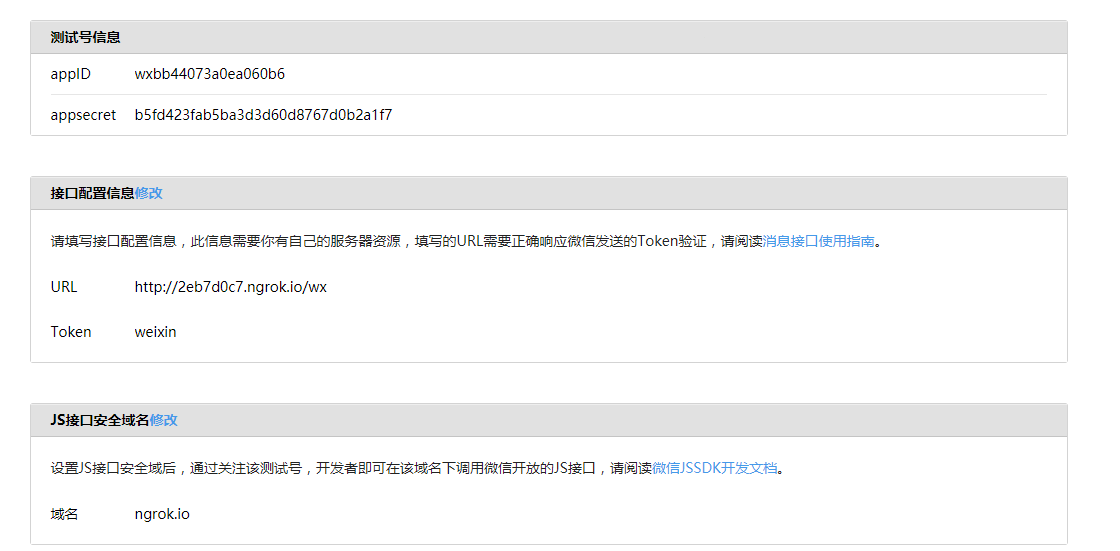 测试号信息
appID wxbb44073a0ea060b6
appsecret b5fd423fab5ba3d3d60d8767d0b2a1f7
接口配置信息修改
请填写接口配置信息，此信息需要你有自己的服务器资源，填写的URL需要正确响应微信发送的Token验证，请阅读消息接口使用指南。
URL http://2eb7d0c7.ngrok.io/wx
Token weixin
JS接口安全域名修改
设置JS接口安全域后，通过关注该测试号，开发者即可在该域名下调用微信开放的JS接口，请阅读微信JSSDK开发文档。
域名 ngrok.io